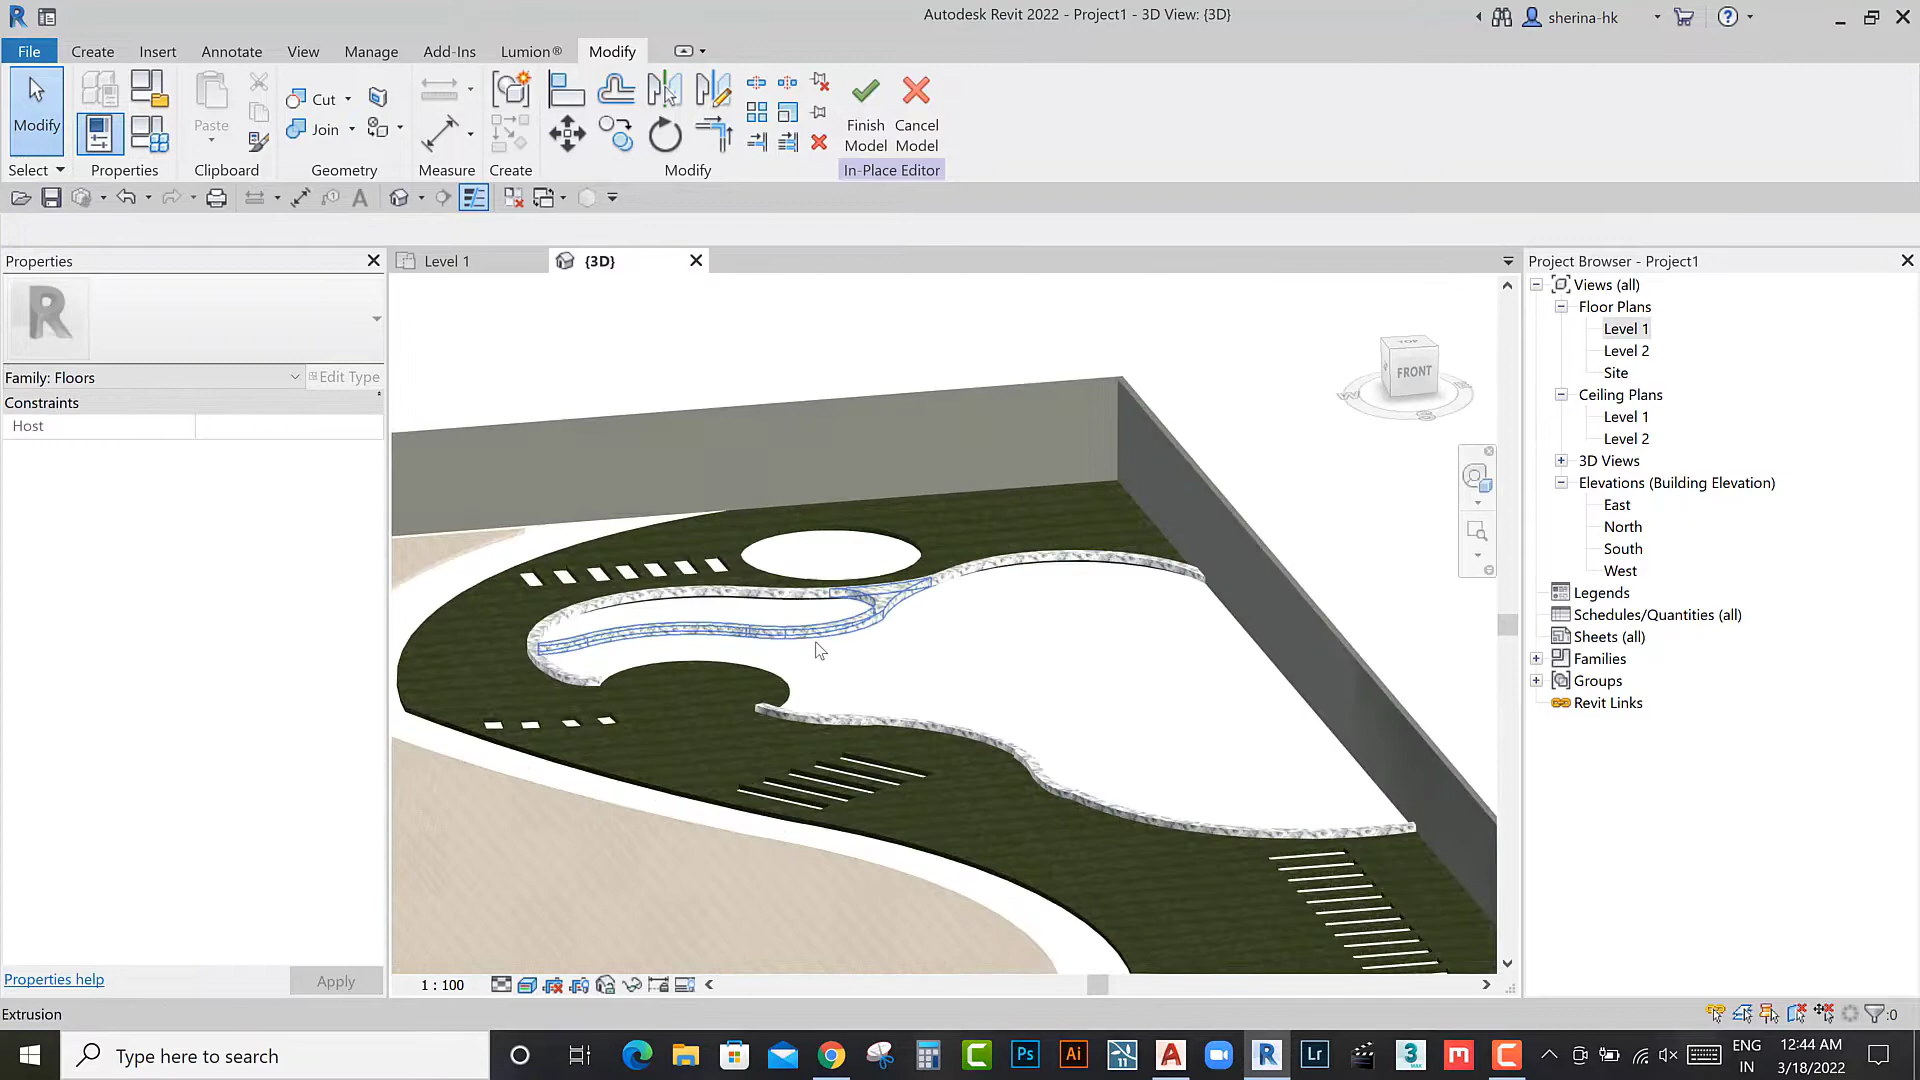 Autodesk Revit 2022 - Project1 - 3D View: {3D}
sherina-hk
File Create Insert Annotate View Manage Add-Ins Lumion® Modify
Modify
Paste
Cut
Join
Finish Model
Cancel Model
Select Properties Clipboard Geometry Measure Create Modify In-Place Editor
Properties
Level 1
{3D}
Project Browser - Project1
R
Family: Floors
Edit Type
Constraints
Host
Properties help
Apply
TOP
FRONT
W
S
E
Views (all)
Floor Plans
Level 1
Level 2
Site
Ceiling Plans
Level 1
Level 2
3D Views
Elevations (Building Elevation)
East
North
South
West
Legends
Schedules/Quantities (all)
Sheets (all)
Families
Groups
Revit Links
1 : 100
Extrusion
:0
Type here to search
Ps
Ai
Lr
ENG
IN
12:44 AM
3/18/2022